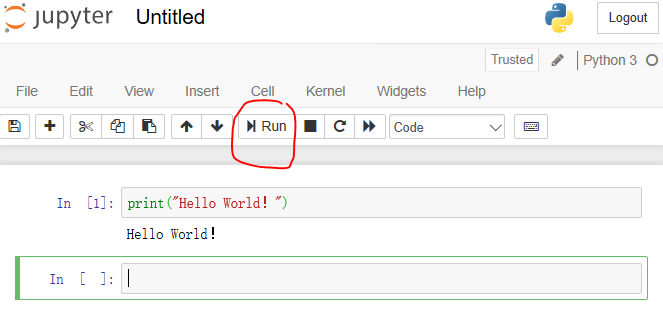 jupyter Untitled
Logout
Trusted Python 3
File Edit View Insert Cell Kernel Widgets Help
Run Code
In [1]: print("Hello World! ")
Hello World!
In [ ]: